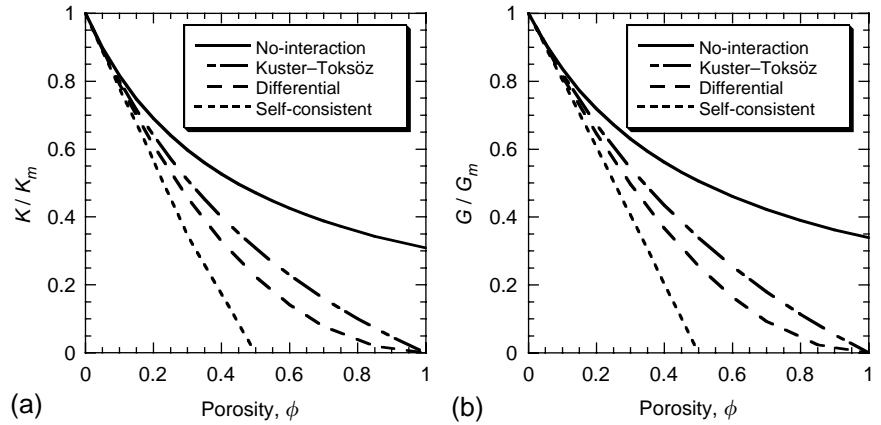 No-interaction
Kuster–Toksöz
Differential
Self-consistent
1
0.8
0.6
0.4
0.2
0
K / Km
0 0.2 0.4 0.6 0.8 1
Porosity, ϕ
(a)
No-interaction
Kuster–Toksöz
Differential
Self-consistent
1
0.8
0.6
0.4
0.2
0
G / Gm
0 0.2 0.4 0.6 0.8 1
Porosity, ϕ
(b)